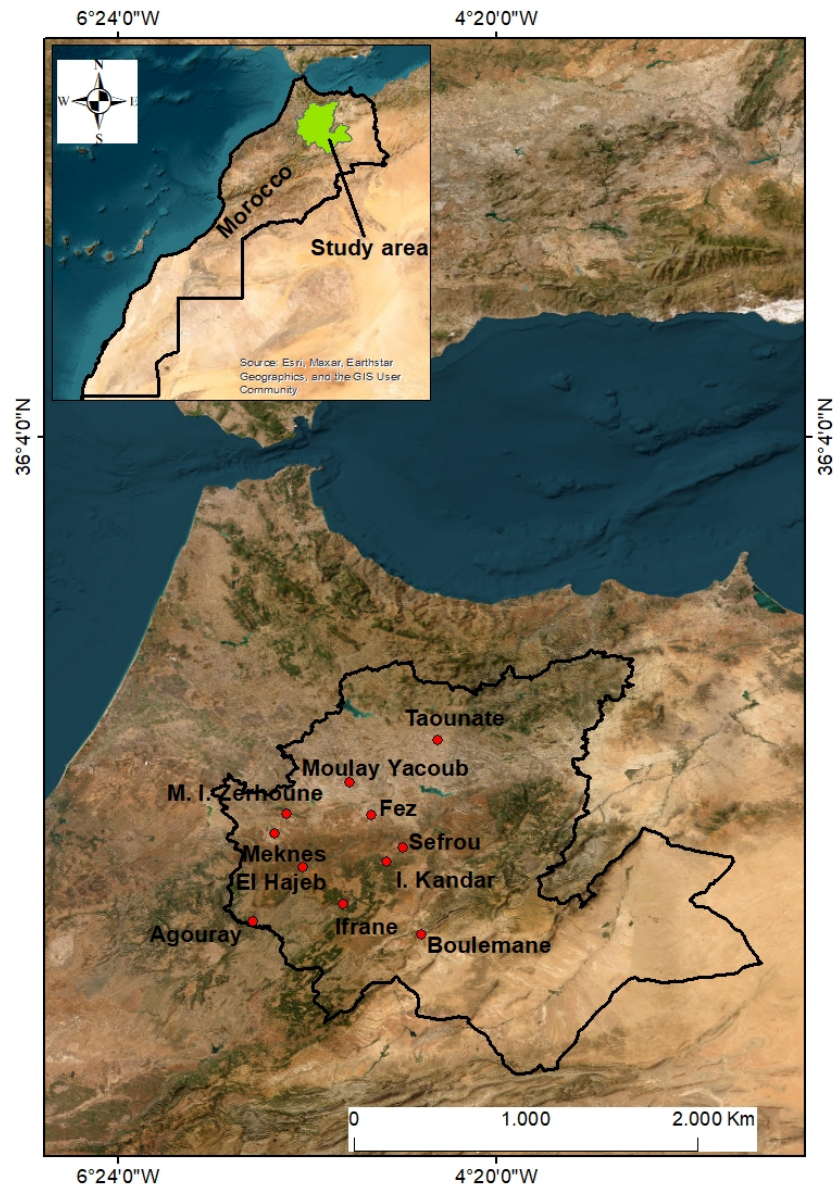 6°24'0"W 4°20'0"W
N
W E
S
Morocco
Study area
Source: Esri, Maxar, Earthstar
Geographics, and the GIS User
Community
36°4'0"N 36°4'0"N
Taounate
Moulay Yacoub
M. I. Zerhoune
Fez
Sefrou
Meknes
El Hajeb
I. Kandar
Ifrane
Agouray
Boulemane
0 1.000 2.000 Km
6°24'0"W 4°20'0"W